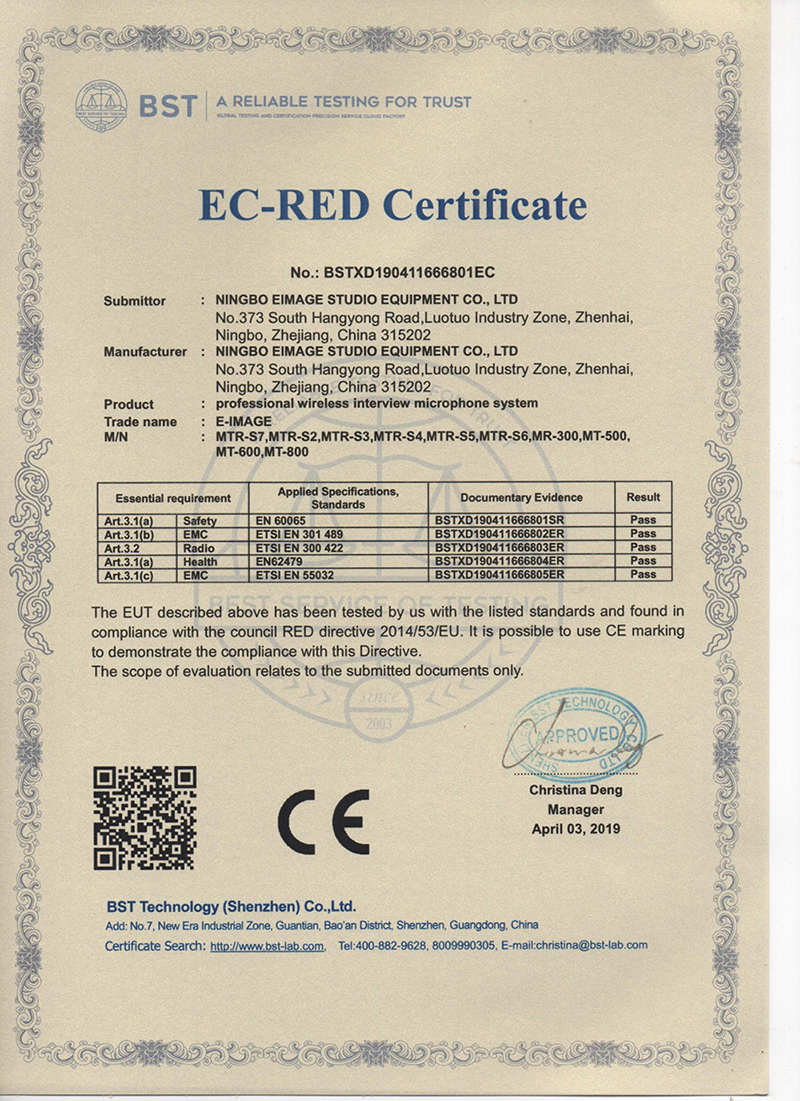 BST
A RELIABLE TESTING FOR TRUST
GLOBAL TESTING AND CERTIFICATION PRECISION SERVICE CLOUD FACTORY
EC-RED Certificate
No.: BSTXD190411666801EC
Submittor : NINGBO EIMAGE STUDIO EQUIPMENT CO., LTD
No.373 South Hangyong Road,Luotuo Industry Zone, Zhenhai,
Ningbo, Zhejiang, China 315202
Manufacturer : NINGBO EIMAGE STUDIO EQUIPMENT CO., LTD
No.373 South Hangyong Road,Luotuo Industry Zone, Zhenhai,
Ningbo, Zhejiang, China 315202
Product : professional wireless interview microphone system
Trade name : E-IMAGE
M/N : MTR-S7,MTR-S2,MTR-S3,MTR-S4,MTR-S5,MTR-S6,MR-300,MT-500,
MT-600,MT-800
Essential requirement Applied Specifications, Standards Documentary Evidence Result
Art.3.1(a) Safety EN 60065 BSTXD190411666801SR Pass
Art.3.1(b) EMC ETSI EN 301 489 BSTXD190411666802ER Pass
Art.3.2 Radio ETSI EN 300 422 BSTXD190411666803ER Pass
Art.3.1(a) Health EN62479 BSTXD190411666804ER Pass
Art.3.1(c) EMC ETSI EN 55032 BSTXD190411666805ER Pass
BEST SERVICE OF TESTING
The EUT described above has been tested by us with the listed standards and found in
compliance with the council RED directive 2014/53/EU. It is possible to use CE marking
to demonstrate the compliance with this Directive.
The scope of evaluation relates to the submitted documents only.
since
2003
BST TECHNOLOGY
APPROVED
CO LTD
Christina Deng
Manager
April 03, 2019
CE
BST Technology (Shenzhen) Co.,Ltd.
Add: No.7, New Era Industrial Zone, Guantian, Bao'an District, Shenzhen, Guangdong, China
Certificate Search: http://www.bst-lab.com, Tel:400-882-9628, 8009990305, E-mail:christina@bst-lab.com